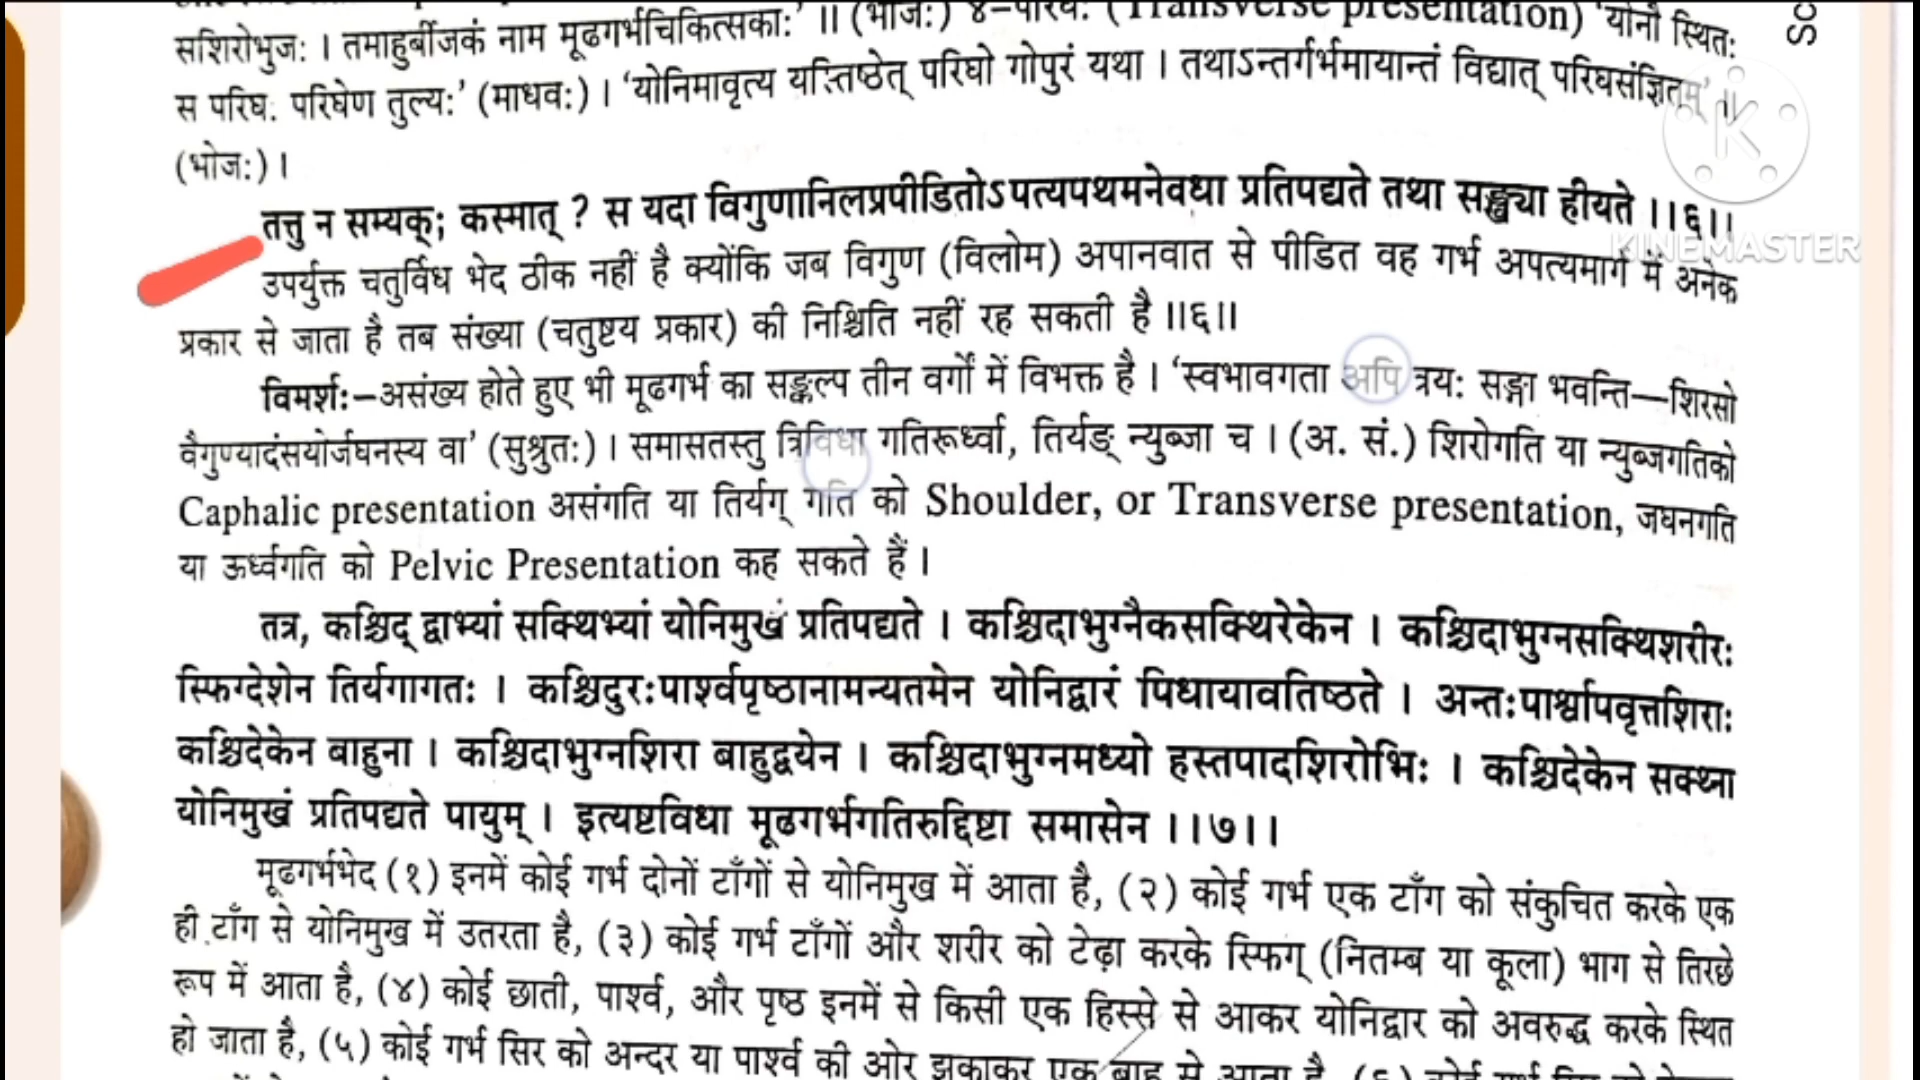 सशिरोभुजः । तमाहुर्बीजकं नाम मूढगर्भचिकित्सकाः’ ॥ (भोजः) ४–परिघः (Transverse presentation) ‘योनौ स्थितः
स परिघः परिघेण तुल्यः’ (माधवः) । ‘योनिमावृत्य यस्तिष्ठेत् परिघो गोपुरं यथा । तथाऽन्तर्गर्भमायान्तं विद्यात् परिघसंज्ञितम्’ ॥
(भोजः) ।
तत्तु न सम्यक्; कस्मात् ? स यदा विगुणानिलप्रपीडितोऽपत्यपथमनेवधा प्रतिपद्यते तथा सङ्ख्या हीयते ।।६।।
KINEMASTER
उपर्युक्त चतुर्विध भेद ठीक नहीं है क्योंकि जब विगुण (विलोम) अपानवात से पीडित वह गर्भ अपत्यमार्ग में अनेक
प्रकार से जाता है तब संख्या (चतुष्टय प्रकार) की निश्चिति नहीं रह सकती है ॥६॥
विमर्शः–असंख्य होते हुए भी मूढगर्भ का सङ्कल्प तीन वर्गों में विभक्त है । ‘स्वभावगता अपि त्रयः सङ्गा भवन्ति—शिरसो
वैगुण्यादंसयोर्जघनस्य वा’ (सुश्रुतः) । समासतस्तु त्रिविधा गतिरूर्ध्वा, तिर्यङ् न्युब्जा च । (अ. सं.) शिरोगति या न्युब्जगतिको
Caphalic presentation असंगति या तिर्यग् गति को Shoulder, or Transverse presentation, जघनगति
या ऊर्ध्वगति को Pelvic Presentation कह सकते हैं ।
तत्र, कश्चिद् द्वाभ्यां सक्थिभ्यां योनिमुखं प्रतिपद्यते । कश्चिदाभुग्नैकसक्थिरेकेन । कश्चिदाभुग्नसक्थिशरीरः
स्फिग्देशेन तिर्यगागतः । कश्चिदुरःपार्श्वपृष्ठानामन्यतमेन योनिद्वारं पिधायावतिष्ठते । अन्तःपार्श्वापवृत्तशिराः
कश्चिदेकेन बाहुना । कश्चिदाभुग्नशिरा बाहुद्वयेन । कश्चिदाभुग्नमध्यो हस्तपादशिरोभिः । कश्चिदेकेन सक्थ्ना
योनिमुखं प्रतिपद्यते पायुम् । इत्यष्टविधा मूढगर्भगतिरुद्दिष्टा समासेन ।।७।।
मूढगर्भभेद (१) इनमें कोई गर्भ दोनों टाँगों से योनिमुख में आता है, (२) कोई गर्भ एक टाँग को संकुचित करके एक
ही टाँग से योनिमुख में उतरता है, (३) कोई गर्भ टाँगों और शरीर को टेढ़ा करके स्फिग् (नितम्ब या कूला) भाग से तिरछे
रूप में आता है, (४) कोई छाती, पार्श्व, और पृष्ठ इनमें से किसी एक हिस्से से आकर योनिद्वार को अवरुद्ध करके स्थित
हो जाता है, (५) कोई गर्भ सिर को अन्दर या पार्श्व की ओर झुकाकर एक बाहु से आता है,